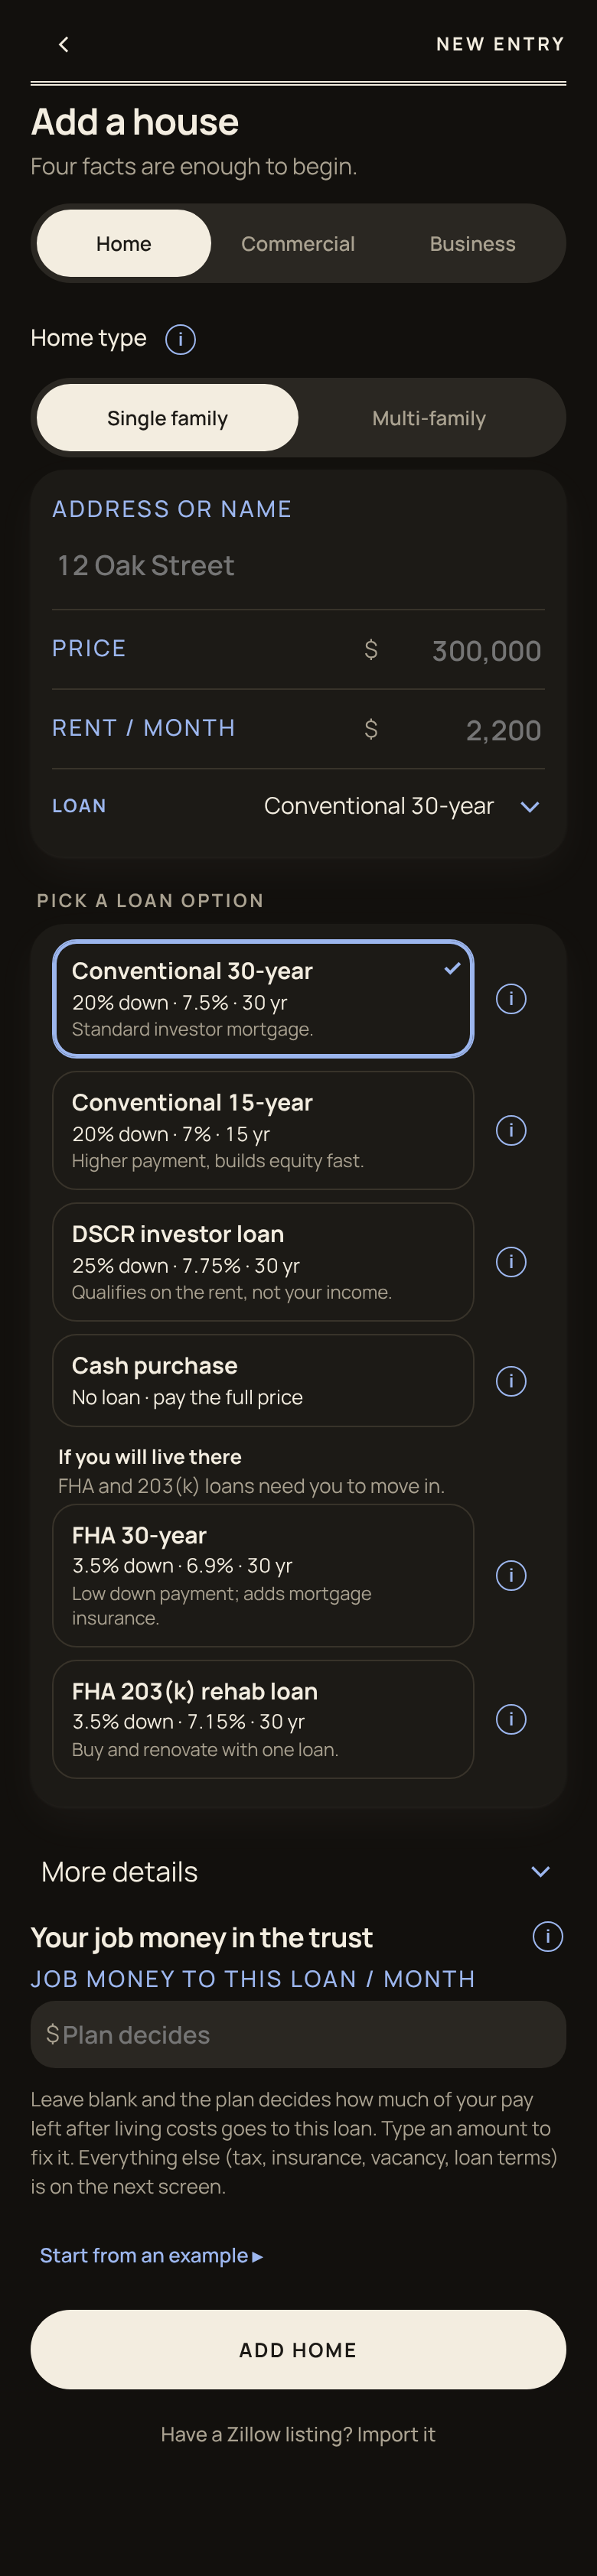 NEW ENTRY
Add a house
Four facts are enough to begin.
Home Commercial Business
Home type i
Single family Multi-family
ADDRESS OR NAME
12 Oak Street
PRICE $ 300,000
RENT / MONTH $ 2,200
LOAN Conventional 30-year
PICK A LOAN OPTION
Conventional 30-year
20% down · 7.5% · 30 yr
Standard investor mortgage.
i
Conventional 15-year
20% down · 7% · 15 yr
Higher payment, builds equity fast.
i
DSCR investor loan
25% down · 7.75% · 30 yr
Qualifies on the rent, not your income.
i
Cash purchase
No loan · pay the full price
i
If you will live there
FHA and 203(k) loans need you to move in.
FHA 30-year
3.5% down · 6.9% · 30 yr
Low down payment; adds mortgage
insurance.
i
FHA 203(k) rehab loan
3.5% down · 7.15% · 30 yr
Buy and renovate with one loan.
i
More details
Your job money in the trust i
JOB MONEY TO THIS LOAN / MONTH
$ Plan decides
Leave blank and the plan decides how much of your pay
left after living costs goes to this loan. Type an amount to
fix it. Everything else (tax, insurance, vacancy, loan terms)
is on the next screen.
Start from an example ▸
ADD HOME
Have a Zillow listing? Import it